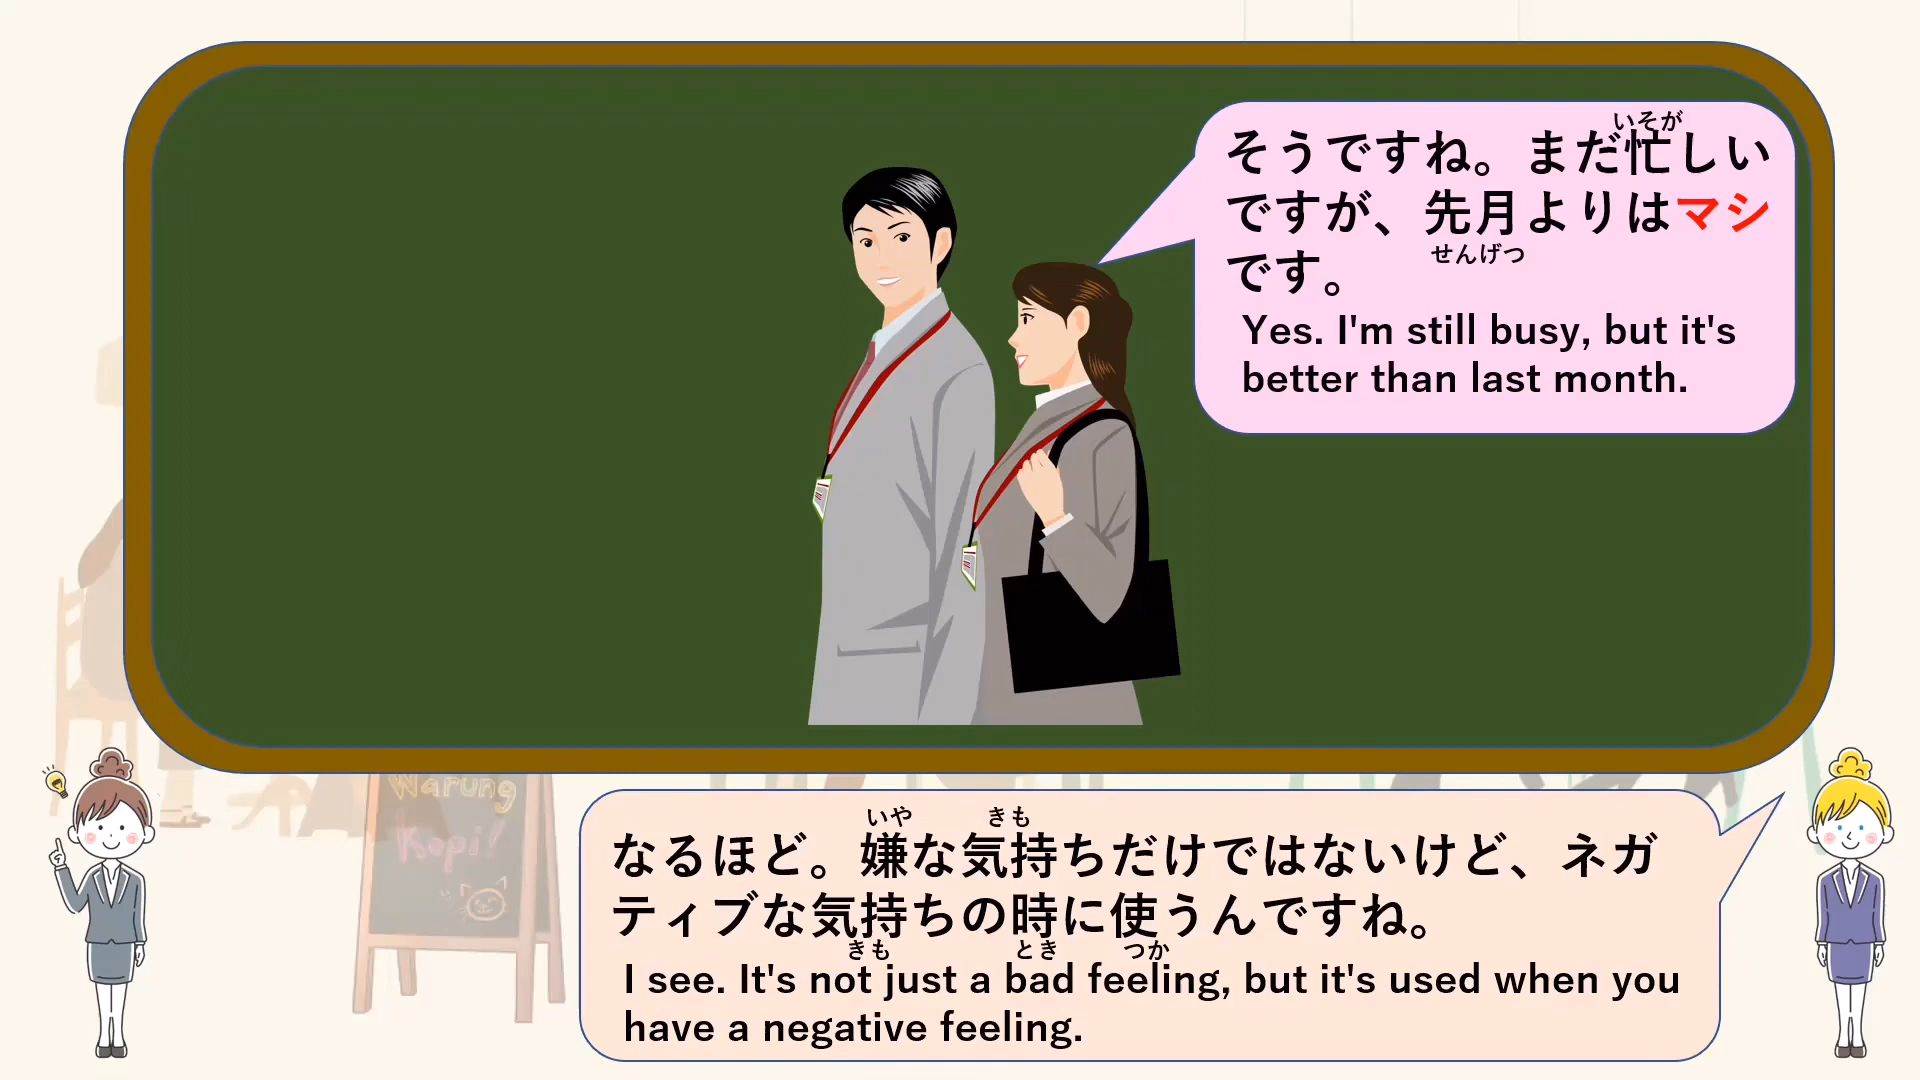 いそが
そうですね。まだ忙しい
ですが、先月よりはマシ
せんげつ
です。
Yes. I'm still busy, but it's
better than last month.
Warung
Kopi!
いや きも
なるほど。嫌な気持ちだけではないけど、ネガ
ティブな気持ちの時に使うんですね。
きも とき つか
I see. It's not just a bad feeling, but it's used when you
have a negative feeling.